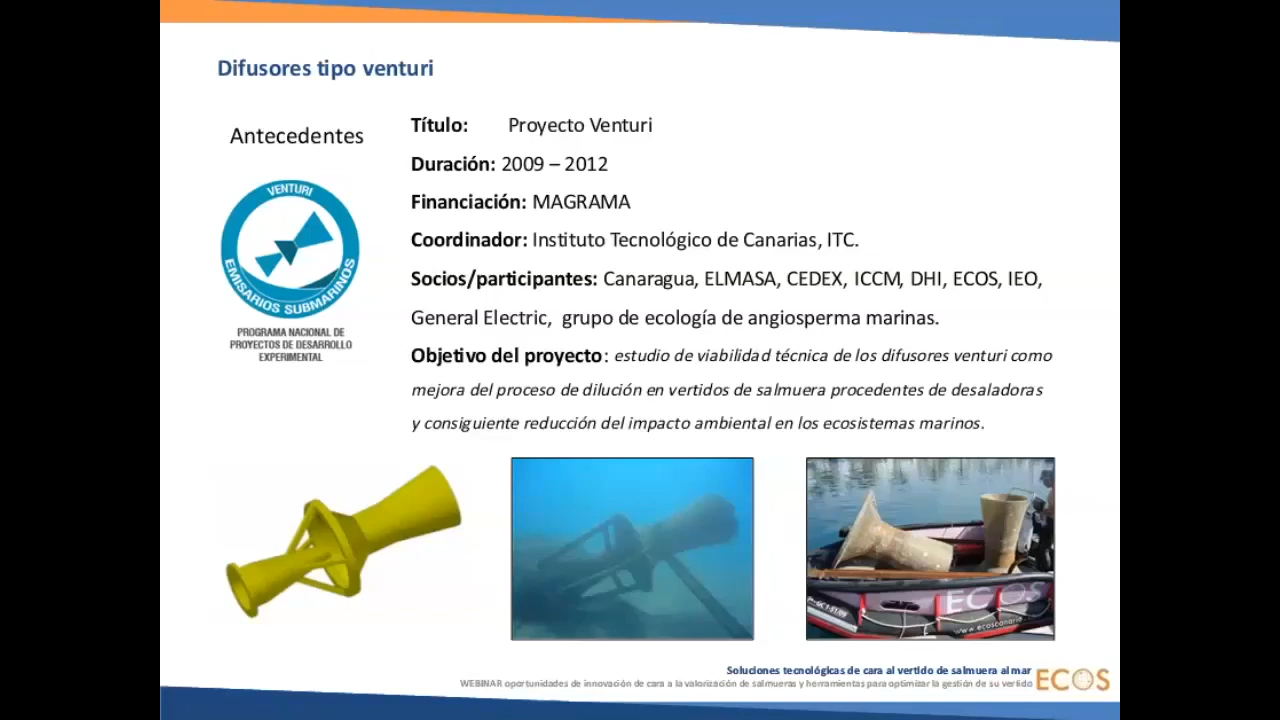 Difusores tipo venturi
Antecedentes
VENTURI
EMISARIOS SUBMARINOS
PROGRAMA NACIONAL DE
PROYECTOS DE DESARROLLO
EXPERIMENTAL
Título: Proyecto Venturi
Duración: 2009 – 2012
Financiación: MAGRAMA
Coordinador: Instituto Tecnológico de Canarias, ITC.
Socios/participantes: Canaragua, ELMASA, CEDEX, ICCM, DHI, ECOS, IEO,
General Electric, grupo de ecología de angiosperma marinas.
Objetivo del proyecto: estudio de viabilidad técnica de los difusores venturi como
mejora del proceso de dilución en vertidos de salmuera procedentes de desaladoras
y consiguiente reducción del impacto ambiental en los ecosistemas marinos.
ECOS
Soluciones tecnológicas de cara al vertido de salmuera al mar
WEBINAR oportunidades de innovación de cara a la valorización de salmueras y herramientas para optimizar la gestión de su vertido
ECOS